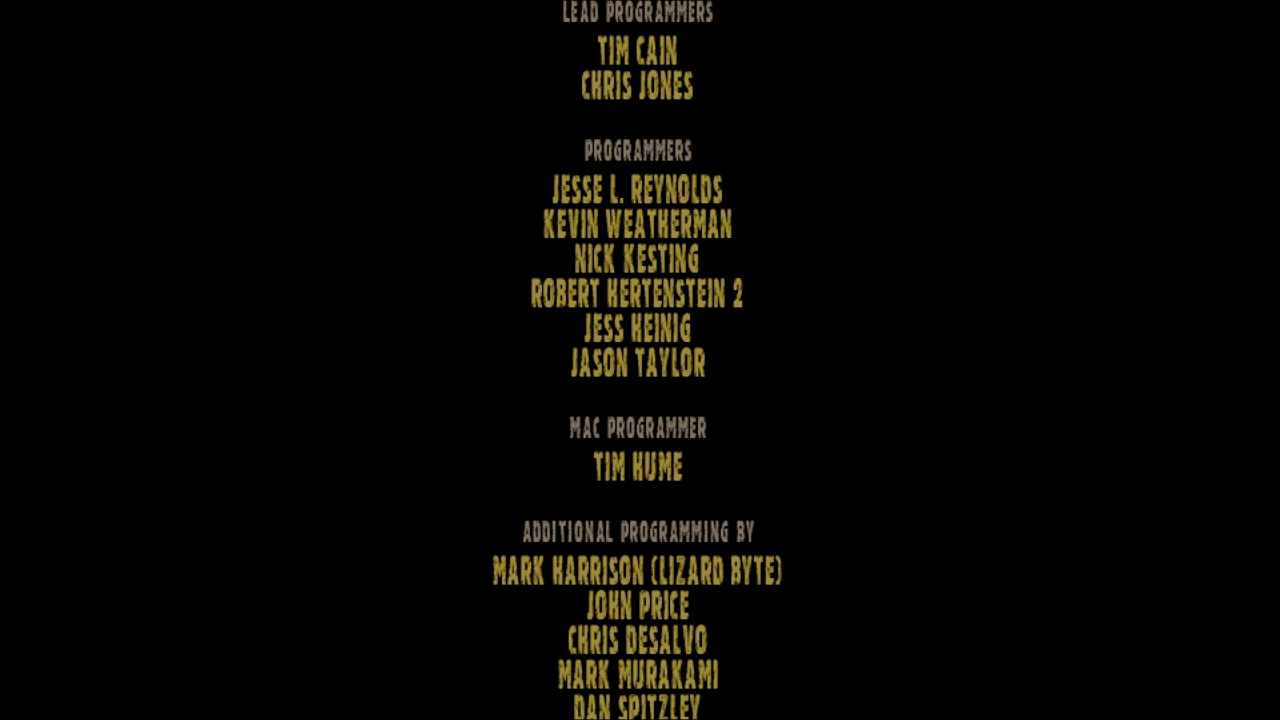 LEAD PROGRAMMERS
TIM CAIN
CHRIS JONES
PROGRAMMERS
JESSE L. REYNOLDS
KEVIN WEATHERMAN
NICK KESTING
ROBERT HERTENSTEIN 2
JESS HEINIG
JASON TAYLOR
MAC PROGRAMMER
TIM HUME
ADDITIONAL PROGRAMMING BY
MARK HARRISON (LIZARD BYTE)
JOHN PRICE
CHRIS DESALVO
MARK MURAKAMI
DAN SPITZLEY